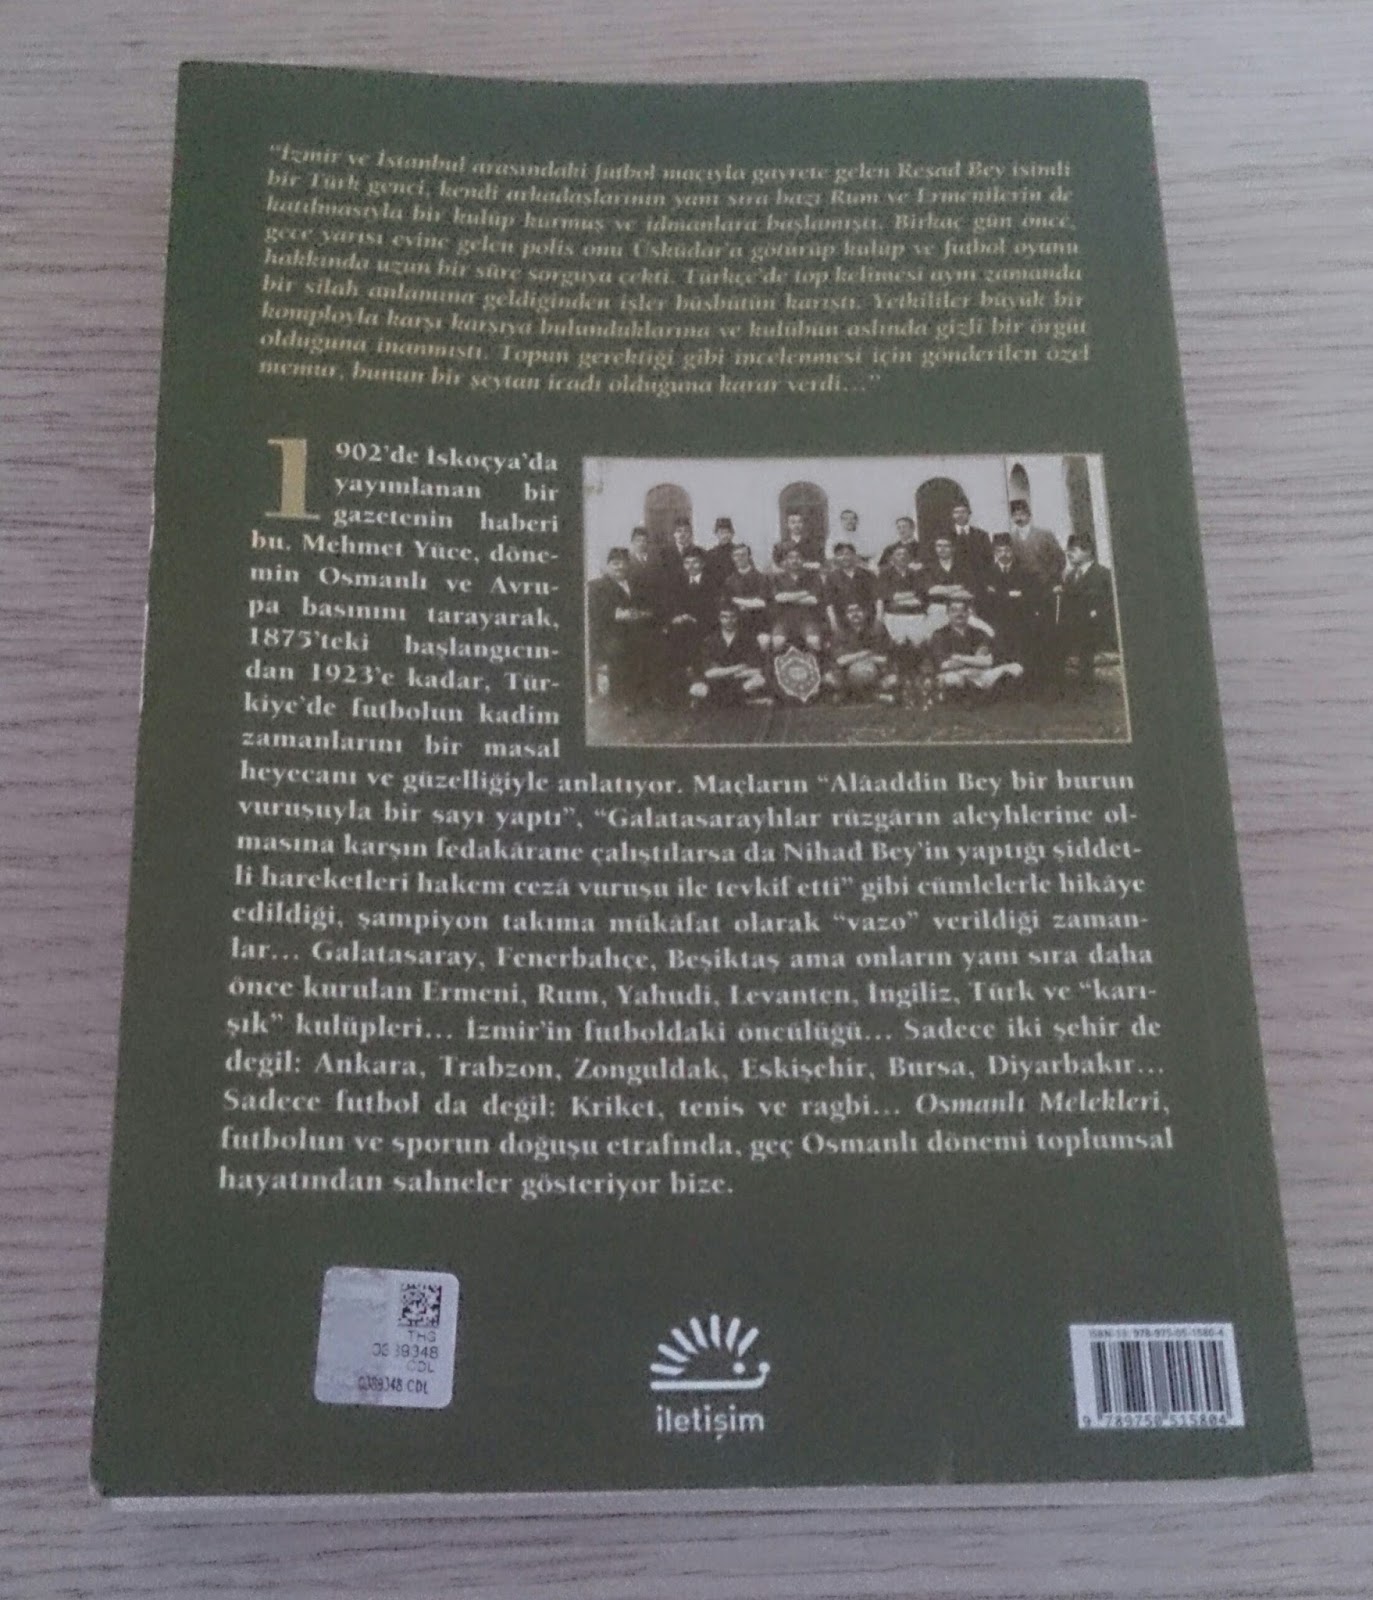 “İzmir ve İstanbul arasındaki futbol maçıyla gayrete gelen Reşad Bey isimli
bir Türk genci, kendi arkadaşlarının yanı sıra bazı Rum ve Ermenilerin de
katılmasıyla bir kulüp kurmuş ve idmanlara başlamıştı. Birkaç gün önce,
gece yarısı evine gelen polis onu Üsküdar’a götürüp kulüp ve futbol oyunu
hakkında uzun bir süre sorguya çekti. Türkçe’de top kelimesi aynı zamanda
bir silah anlamına geldiğinden işler büsbütün karıştı. Yetkililer büyük bir
komployla karşı karşıya bulunduklarına ve kulübün aslında gizli bir örgüt
olduğuna inanmıştı. Topun gerektiği gibi incelenmesi için gönderilen özel
memur, bunun bir şeytan icadı olduğuna karar verdi...”
1902’de İskoçya’da
yayımlanan bir
gazetenin haberi
bu. Mehmet Yüce, döne-
min Osmanlı ve Avru-
pa basınını tarayarak,
1875’teki başlangıcın-
dan 1923’e kadar, Tür-
kiye’de futbolun kadim
zamanlarını bir masal
heyecanı ve güzelliğiyle anlatıyor. Maçların “Alâaddin Bey bir burun
vuruşuyla bir sayı yaptı”, “Galatasaraylılar rüzgârın aleyhlerine ol-
masına karşın fedakârane çalıştılarsa da Nihad Bey’in yaptığı şiddet-
li hareketleri hakem cezâ vuruşu ile tevkif etti” gibi cümlelerle hikâye
edildiği, şampiyon takıma mükâfat olarak “vazo” verildiği zaman-
lar... Galatasaray, Fenerbahçe, Beşiktaş ama onların yanı sıra daha
önce kurulan Ermeni, Rum, Yahudi, Levanten, İngiliz, Türk ve “karı-
şık” kulüpleri... İzmir’in futboldaki öncülüğü... Sadece iki şehir de
değil: Ankara, Trabzon, Zonguldak, Eskişehir, Bursa, Diyarbakır...
Sadece futbol da değil: Kriket, tenis ve ragbi... Osmanlı Melekleri,
futbolun ve sporun doğuşu etrafında, geç Osmanlı dönemi toplumsal
hayatından sahneler gösteriyor bize.
THG
0389348
CDL
0389348 CDL
iletişim
ISBN-13: 978-975-05-1580-4
9 789750 515804